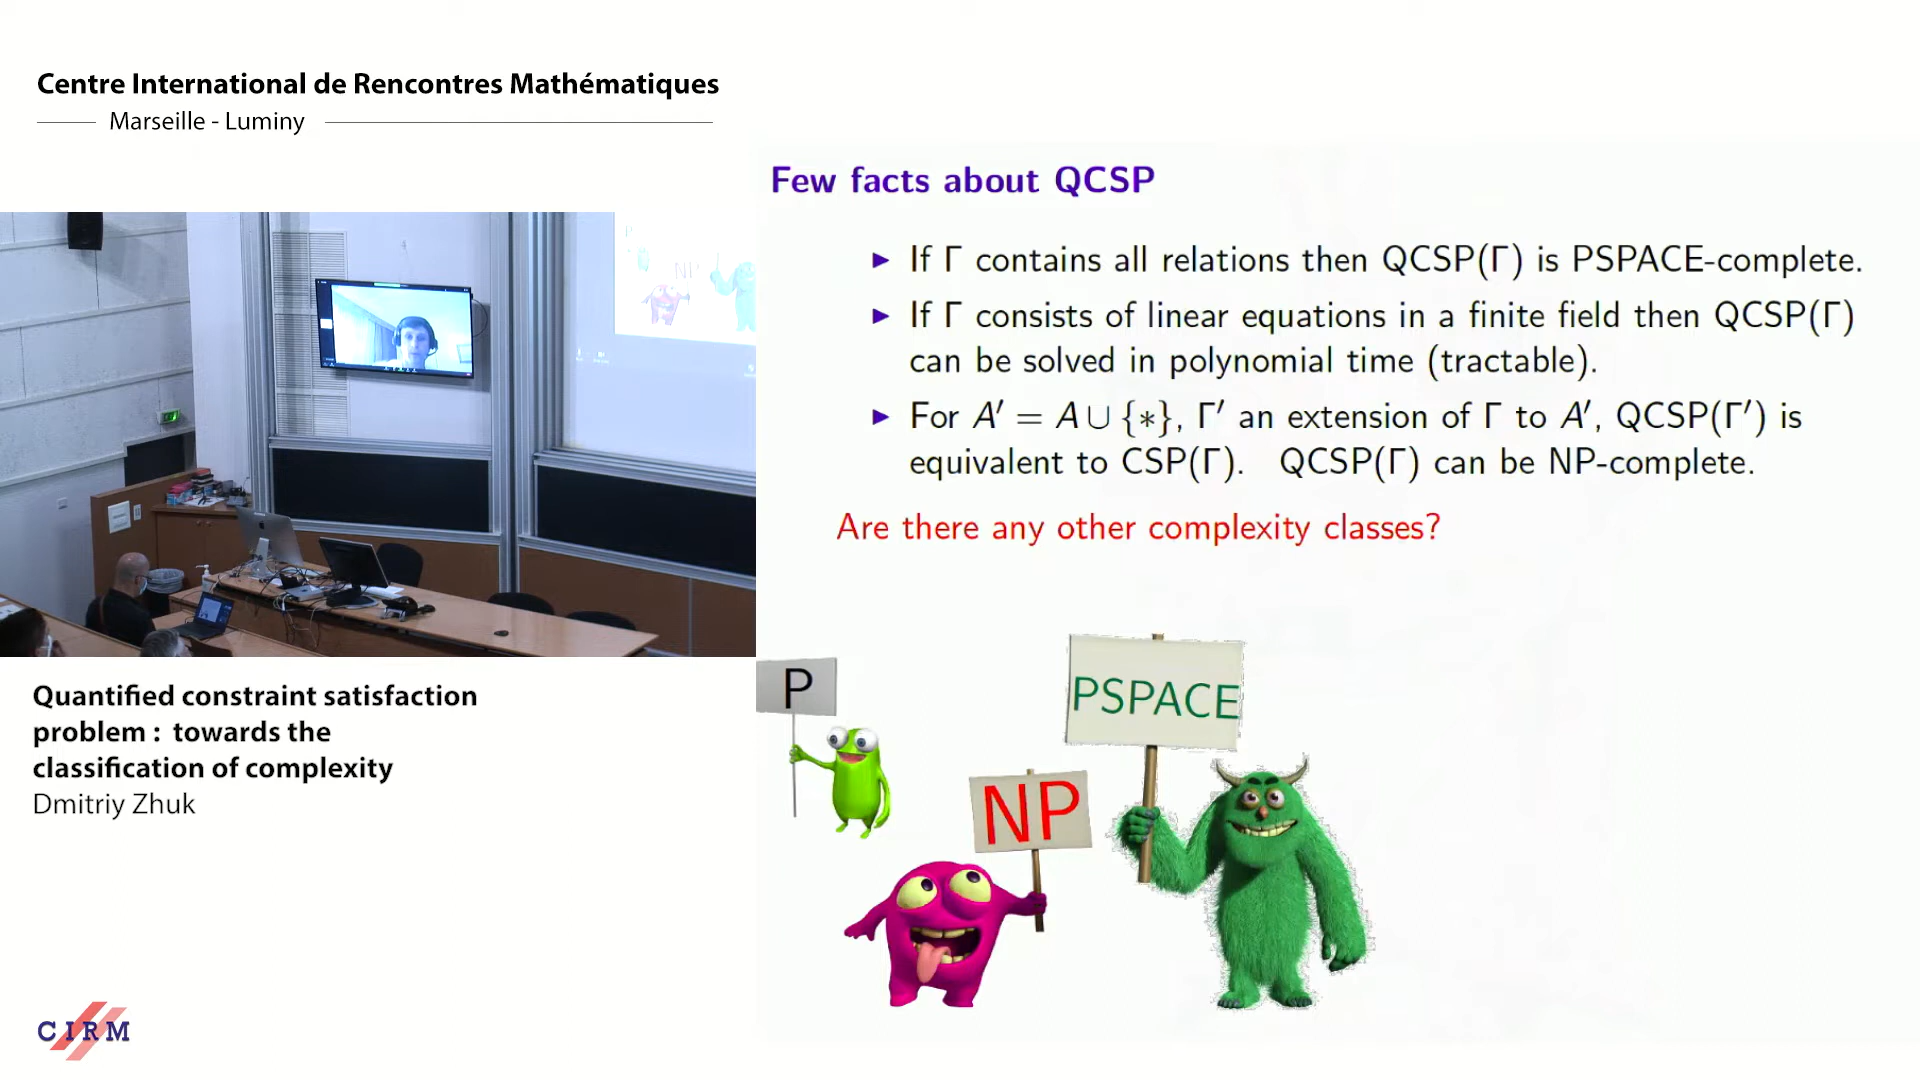 Centre International de Rencontres Mathématiques
Marseille - Luminy
Few facts about QCSP
► If Γ contains all relations then QCSP(Γ) is PSPACE-complete.
► If Γ consists of linear equations in a finite field then QCSP(Γ)
can be solved in polynomial time (tractable).
► For A′ = A ∪ {∗}, Γ′ an extension of Γ to A′, QCSP(Γ′) is
equivalent to CSP(Γ). QCSP(Γ) can be NP-complete.
Are there any other complexity classes?
P
PSPACE
NP
Quantified constraint satisfaction
problem : towards the
classification of complexity
Dmitriy Zhuk
CIRM